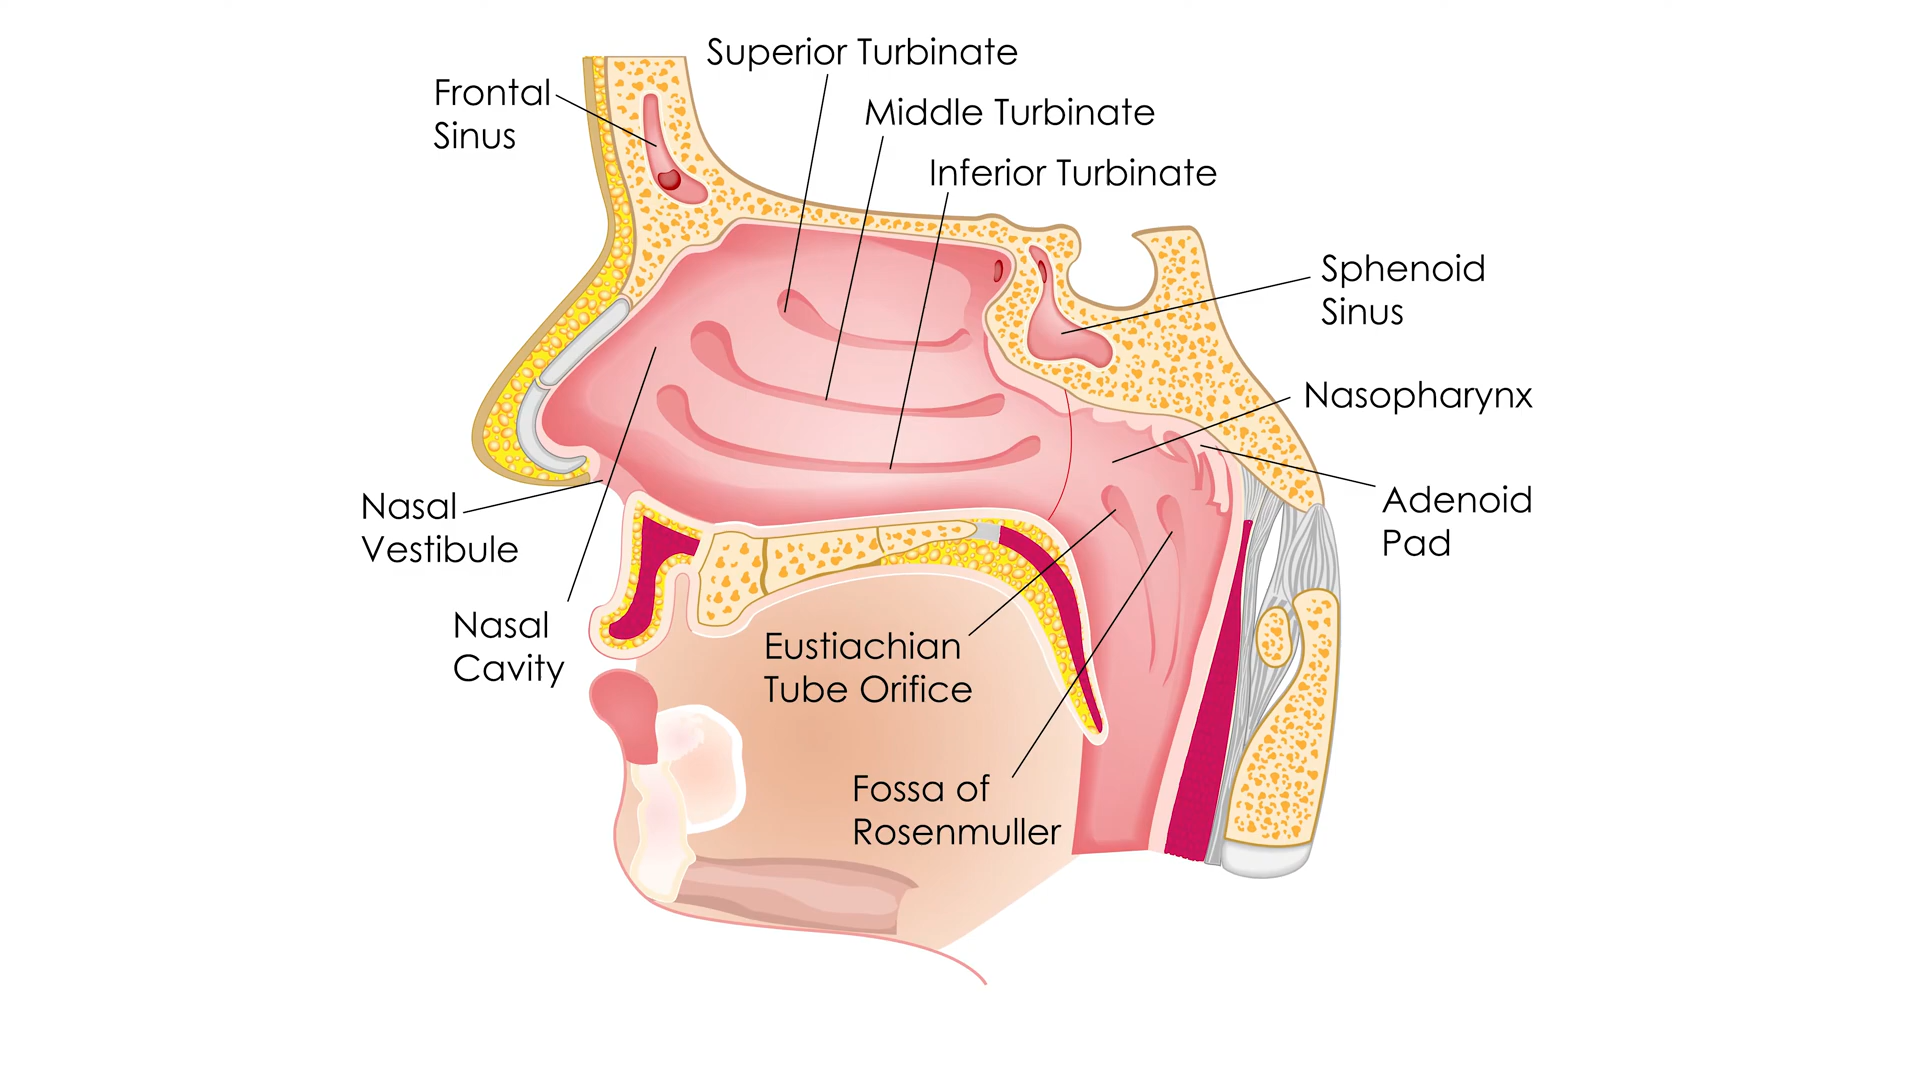 Superior Turbinate
Frontal
Sinus
Middle Turbinate
Inferior Turbinate
Sphenoid
Sinus
Nasopharynx
Nasal
Vestibule
Adenoid
Pad
Nasal
Cavity
Eustiachian
Tube Orifice
Fossa of
Rosenmuller